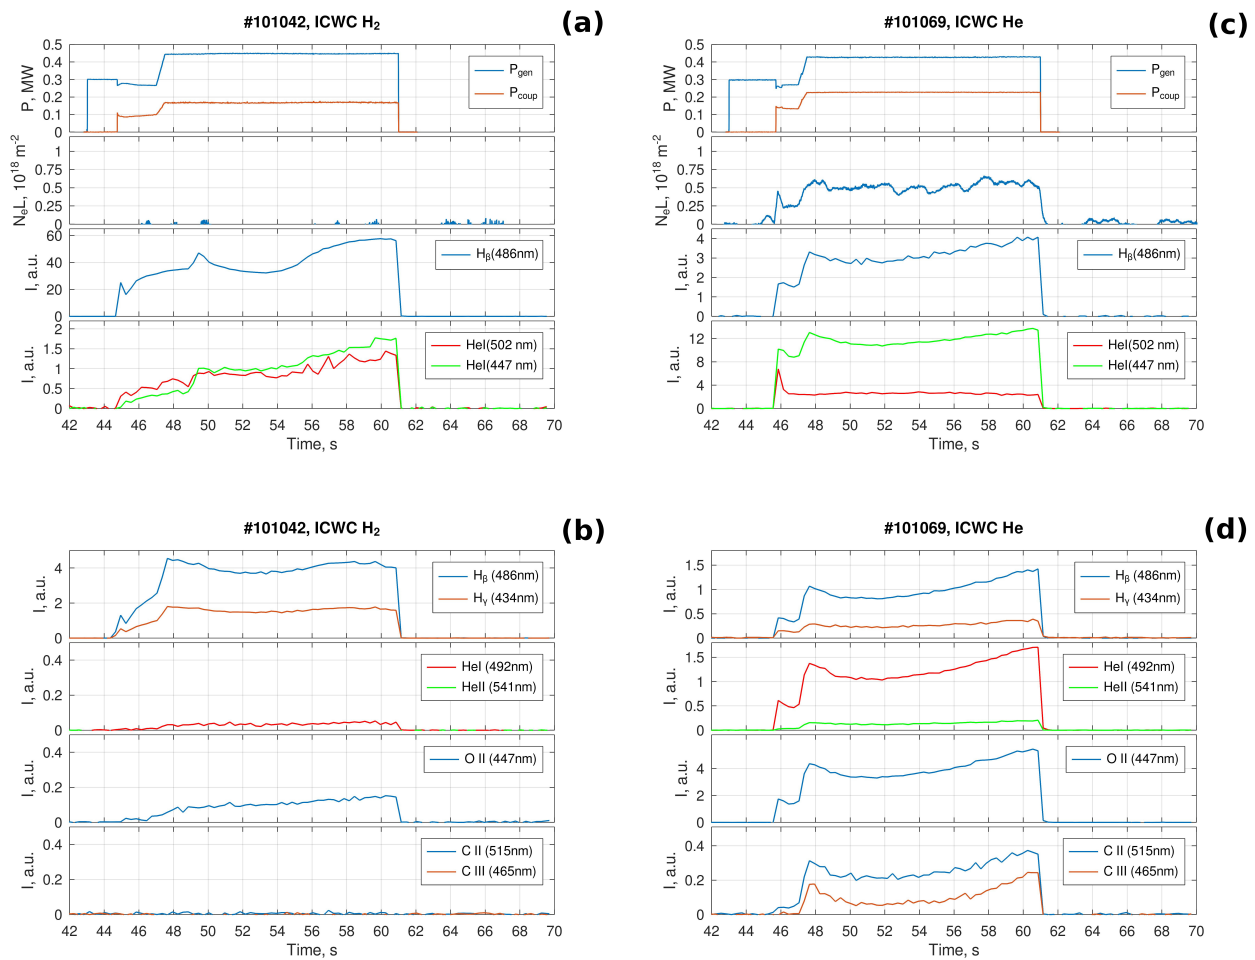 #101042, ICWC H2
(a)
P, MW
0.5
0.4
0.3
0.2
0.1
0
Pgen
Pcoup
NeL, 10^18 m^-2
1
0.75
0.5
0.25
0
I, a.u.
60
40
20
0
Hβ(486nm)
I, a.u.
2
1.5
1
0.5
0
HeI(502 nm)
HeI(447 nm)
42 44 46 48 50 52 54 56 58 60 62 64 66 68 70
Time, s
#101069, ICWC He
(c)
P, MW
0.5
0.4
0.3
0.2
0.1
0
Pgen
Pcoup
NeL, 10^18 m^-2
1
0.75
0.5
0.25
0
I, a.u.
4
3
2
1
0
Hβ(486nm)
I, a.u.
12
8
4
0
HeI(502 nm)
HeI(447 nm)
42 44 46 48 50 52 54 56 58 60 62 64 66 68 70
Time, s
#101042, ICWC H2
(b)
I, a.u.
4
2
0
Hβ (486nm)
Hγ (434nm)
I, a.u.
0.4
0.2
0
HeI (492nm)
HeII (541nm)
I, a.u.
0.4
0.2
0
O II (447nm)
I, a.u.
0.4
0.2
0
C II (515nm)
C III (465nm)
42 44 46 48 50 52 54 56 58 60 62 64 66 68 70
Time, s
#101069, ICWC He
(d)
I, a.u.
1.5
1
0.5
0
Hβ (486nm)
Hγ (434nm)
I, a.u.
1.5
1
0.5
0
HeI (492nm)
HeII (541nm)
I, a.u.
4
2
0
O II (447nm)
I, a.u.
0.4
0.2
0
C II (515nm)
C III (465nm)
42 44 46 48 50 52 54 56 58 60 62 64 66 68 70
Time, s